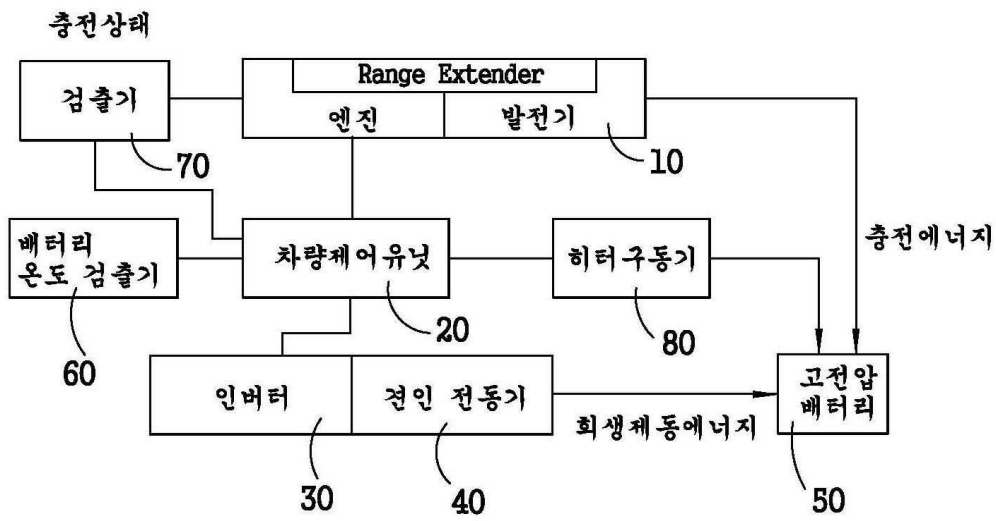 충전상태
검출기
Range Extender
엔진
발전기
70
10
배터리
온도 검출기
차량제어유닛
히터구동기
충전에너지
60
20
80
인버터
견인 전동기
고전압
배터리
회생제동에너지
30
40
50